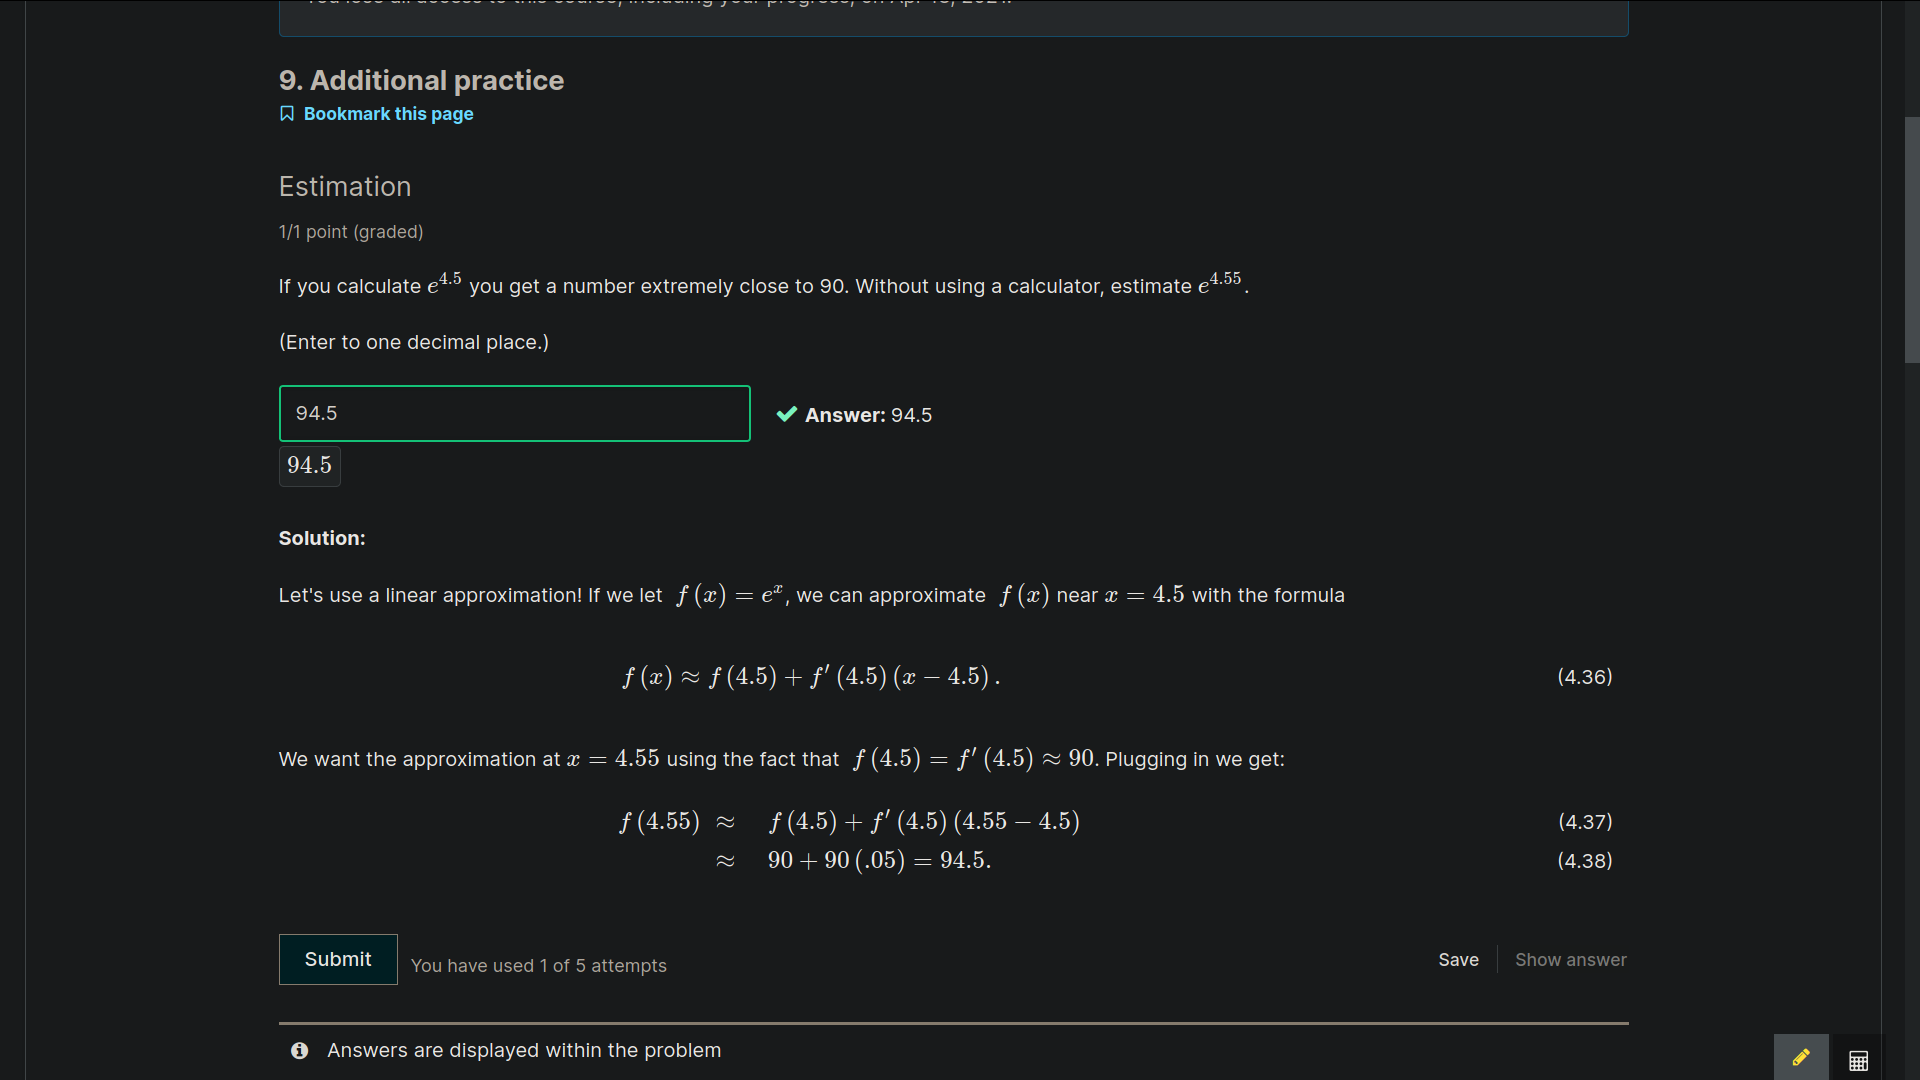 9. Additional practice
Bookmark this page
Estimation
1/1 point (graded)
If you calculate e^{4.5} you get a number extremely close to 90. Without using a calculator, estimate e^{4.55}.
(Enter to one decimal place.)
94.5
Answer: 94.5
94.5
Solution:
Let's use a linear approximation! If we let f(x) = e^x, we can approximate f(x) near x = 4.5 with the formula
f(x) ≈ f(4.5) + f′(4.5)(x − 4.5). (4.36)
We want the approximation at x = 4.55 using the fact that f(4.5) = f′(4.5) ≈ 90. Plugging in we get:
f(4.55) ≈ f(4.5) + f′(4.5)(4.55 − 4.5) (4.37)
≈ 90 + 90(.05) = 94.5. (4.38)
Submit You have used 1 of 5 attempts Save Show answer
Answers are displayed within the problem